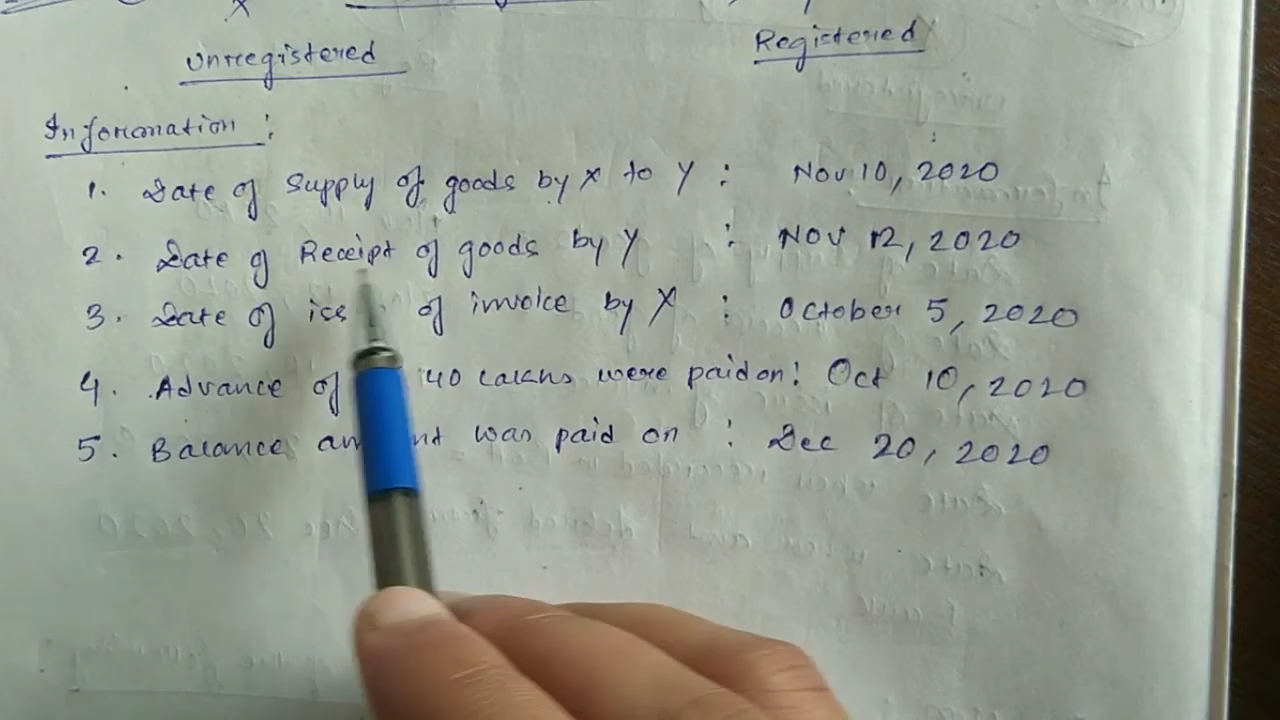 X
Unregistered Registered
Information :
1. Date of Supply of goods by X to Y : Nov 10, 2020
2. Date of Receipt of goods by Y : Nov 12, 2020
3. Date of of invoice by X : October 5, 2020
4. Advance of 40 Lakhs were paid on : Oct 10, 2020
5. Balance was paid on : Dec 20, 2020